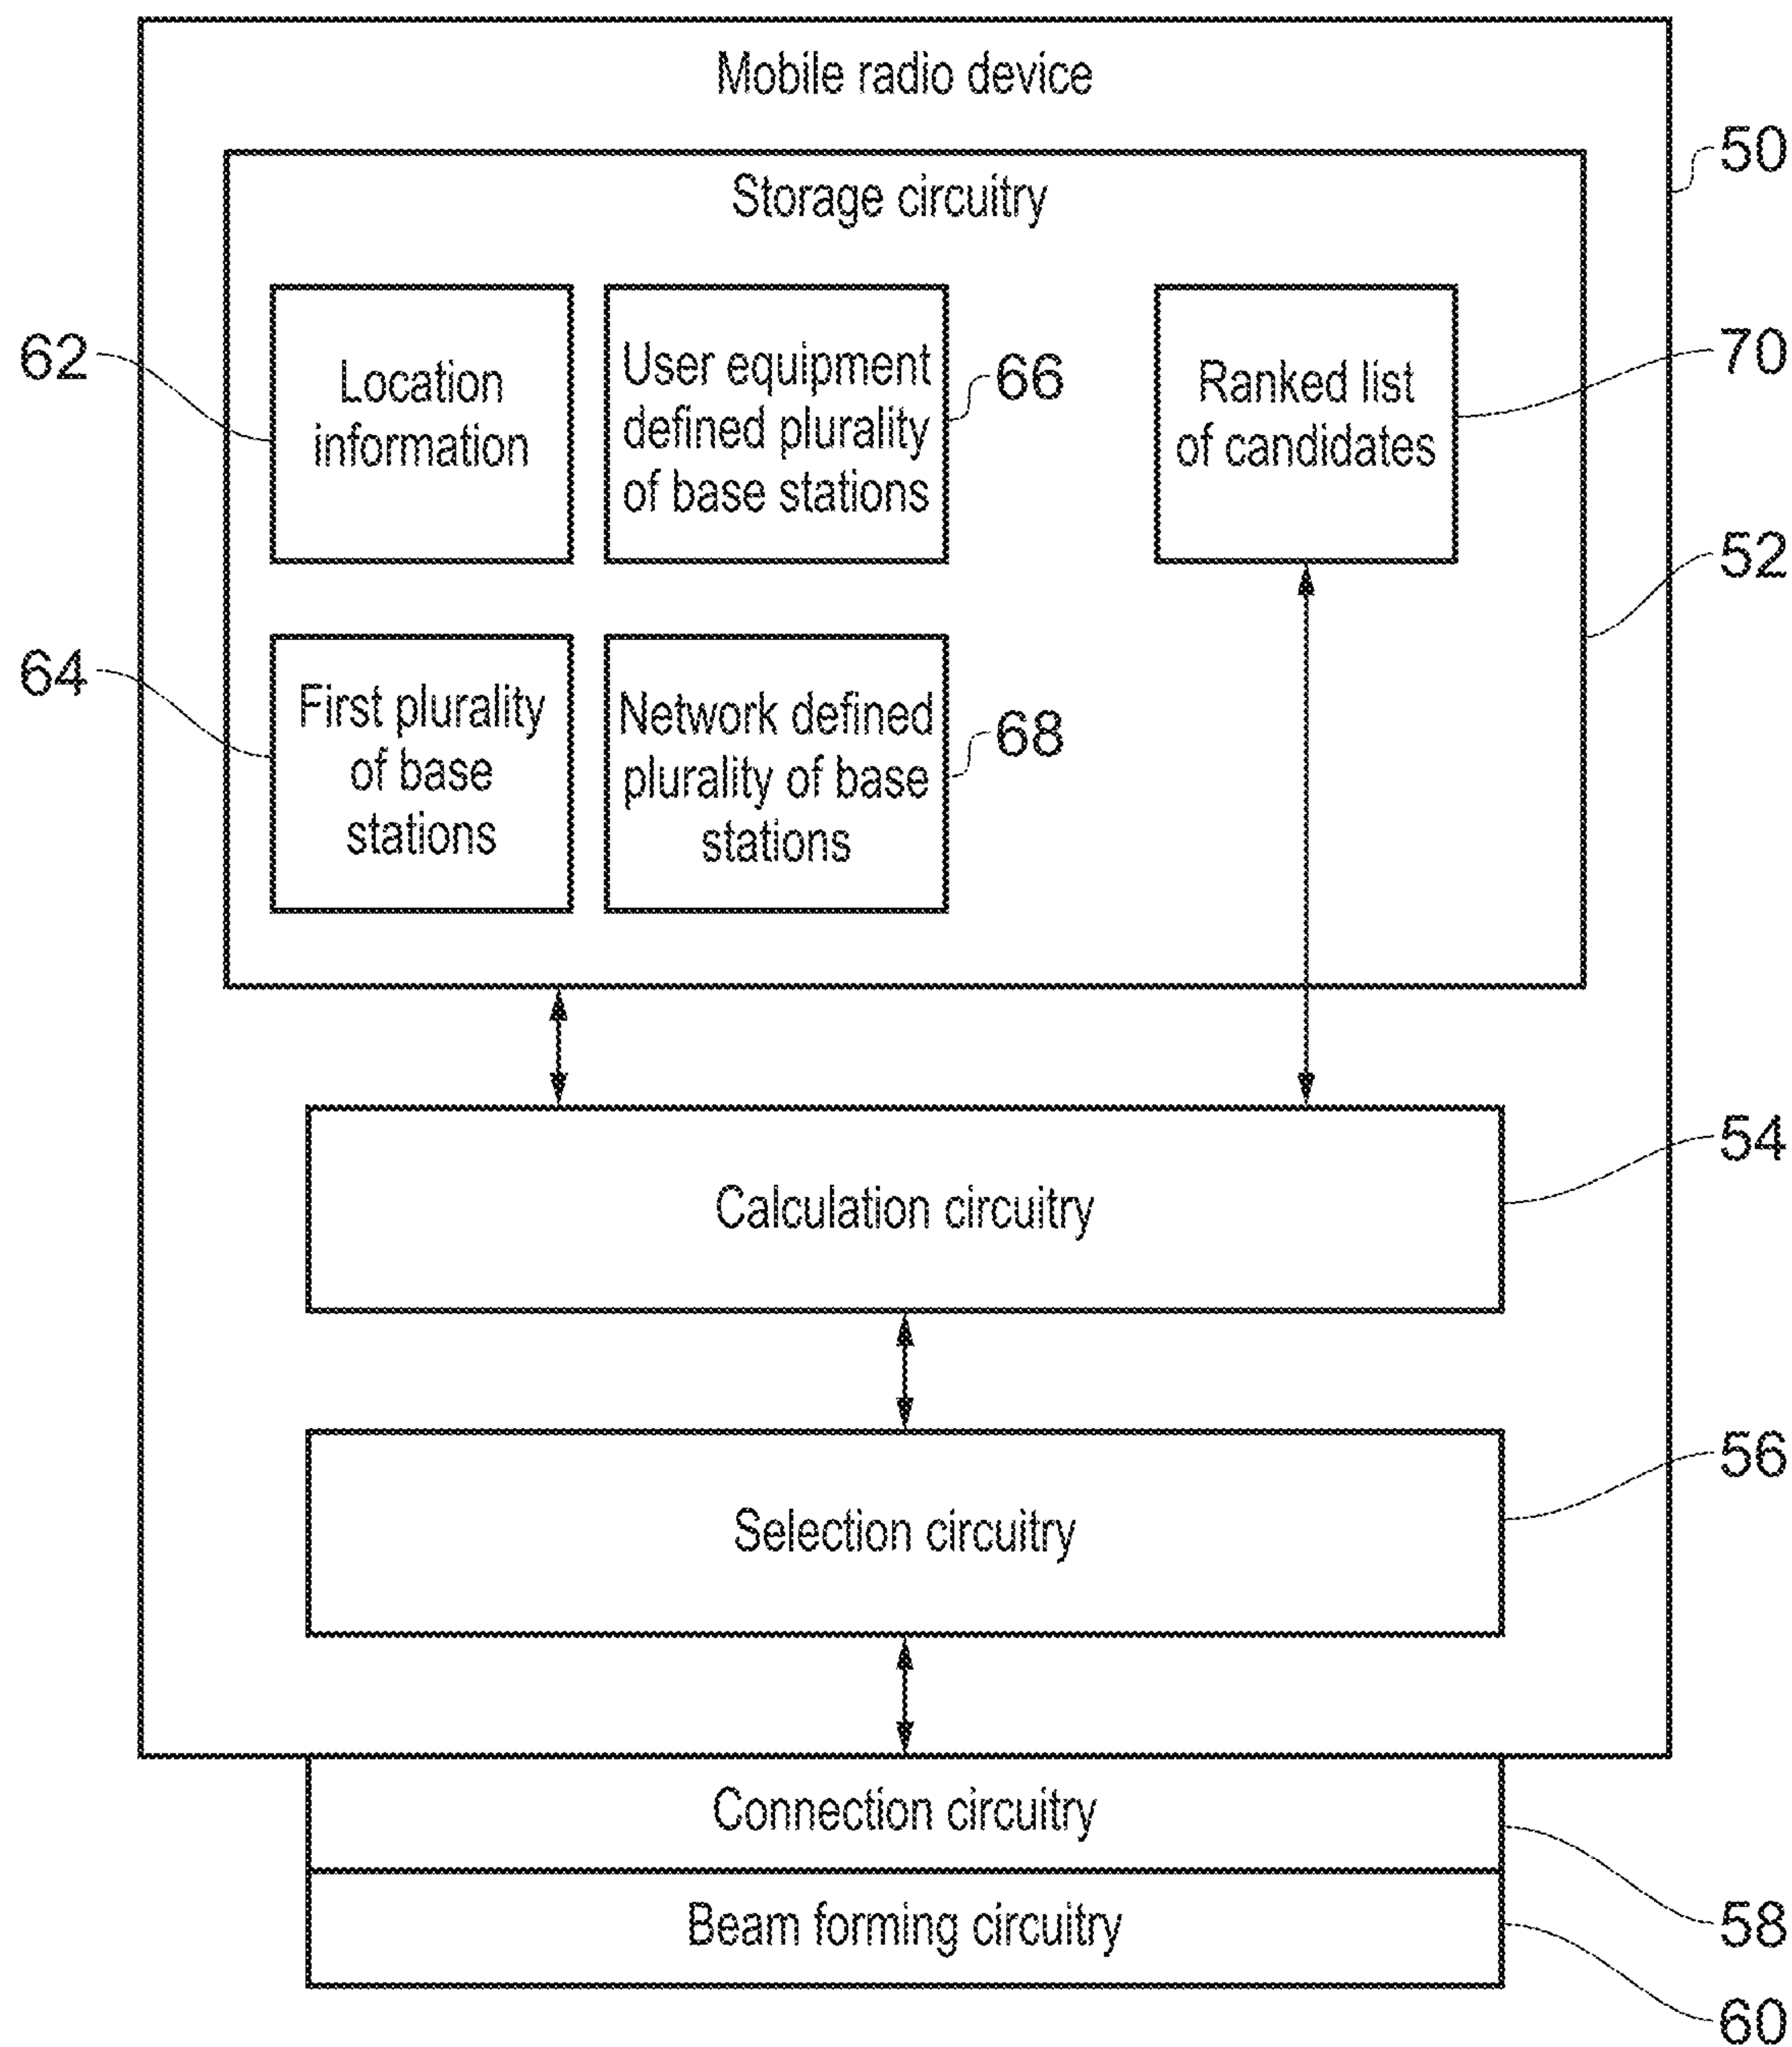 Mobile radio device
50
Storage circuitry
62
Location
information
User equipment
defined plurality
of base stations
66
Ranked list
of candidates
70
52
64
First plurality
of base
stations
Network defined
plurality of base
stations
68
Calculation circuitry
54
Selection circuitry
56
Connection circuitry
58
Beam forming circuitry
60